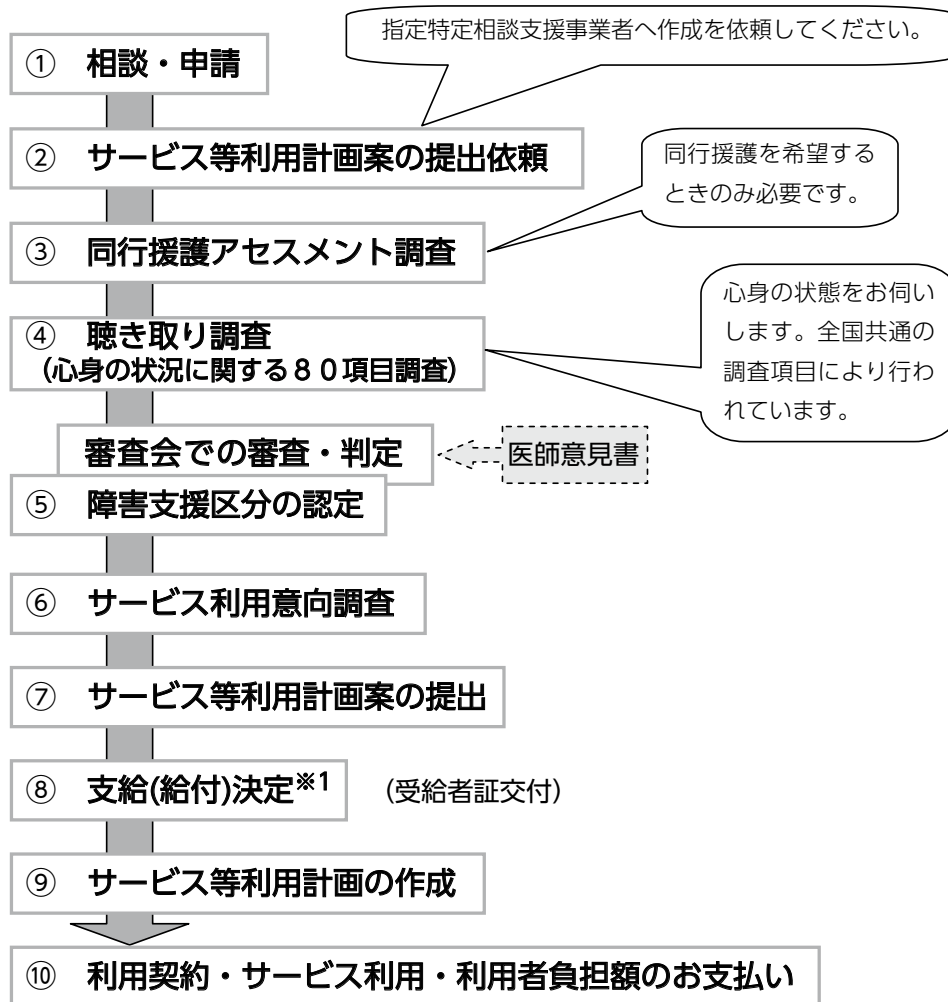 指定特定相談支援事業者へ作成を依頼してください。
① 相談・申請
② サービス等利用計画案の提出依頼
同行援護を希望する
ときのみ必要です。
③ 同行援護アセスメント調査
心身の状態をお伺い
します。全国共通の
調査項目により行わ
れています。
④ 聴き取り調査
(心身の状況に関する８０項目調査)
審査会での審査・判定
医師意見書
⑤ 障害支援区分の認定
⑥ サービス利用意向調査
⑦ サービス等利用計画案の提出
⑧ 支給(給付)決定※1 (受給者証交付)
⑨ サービス等利用計画の作成
⑩ 利用契約・サービス利用・利用者負担額のお支払い